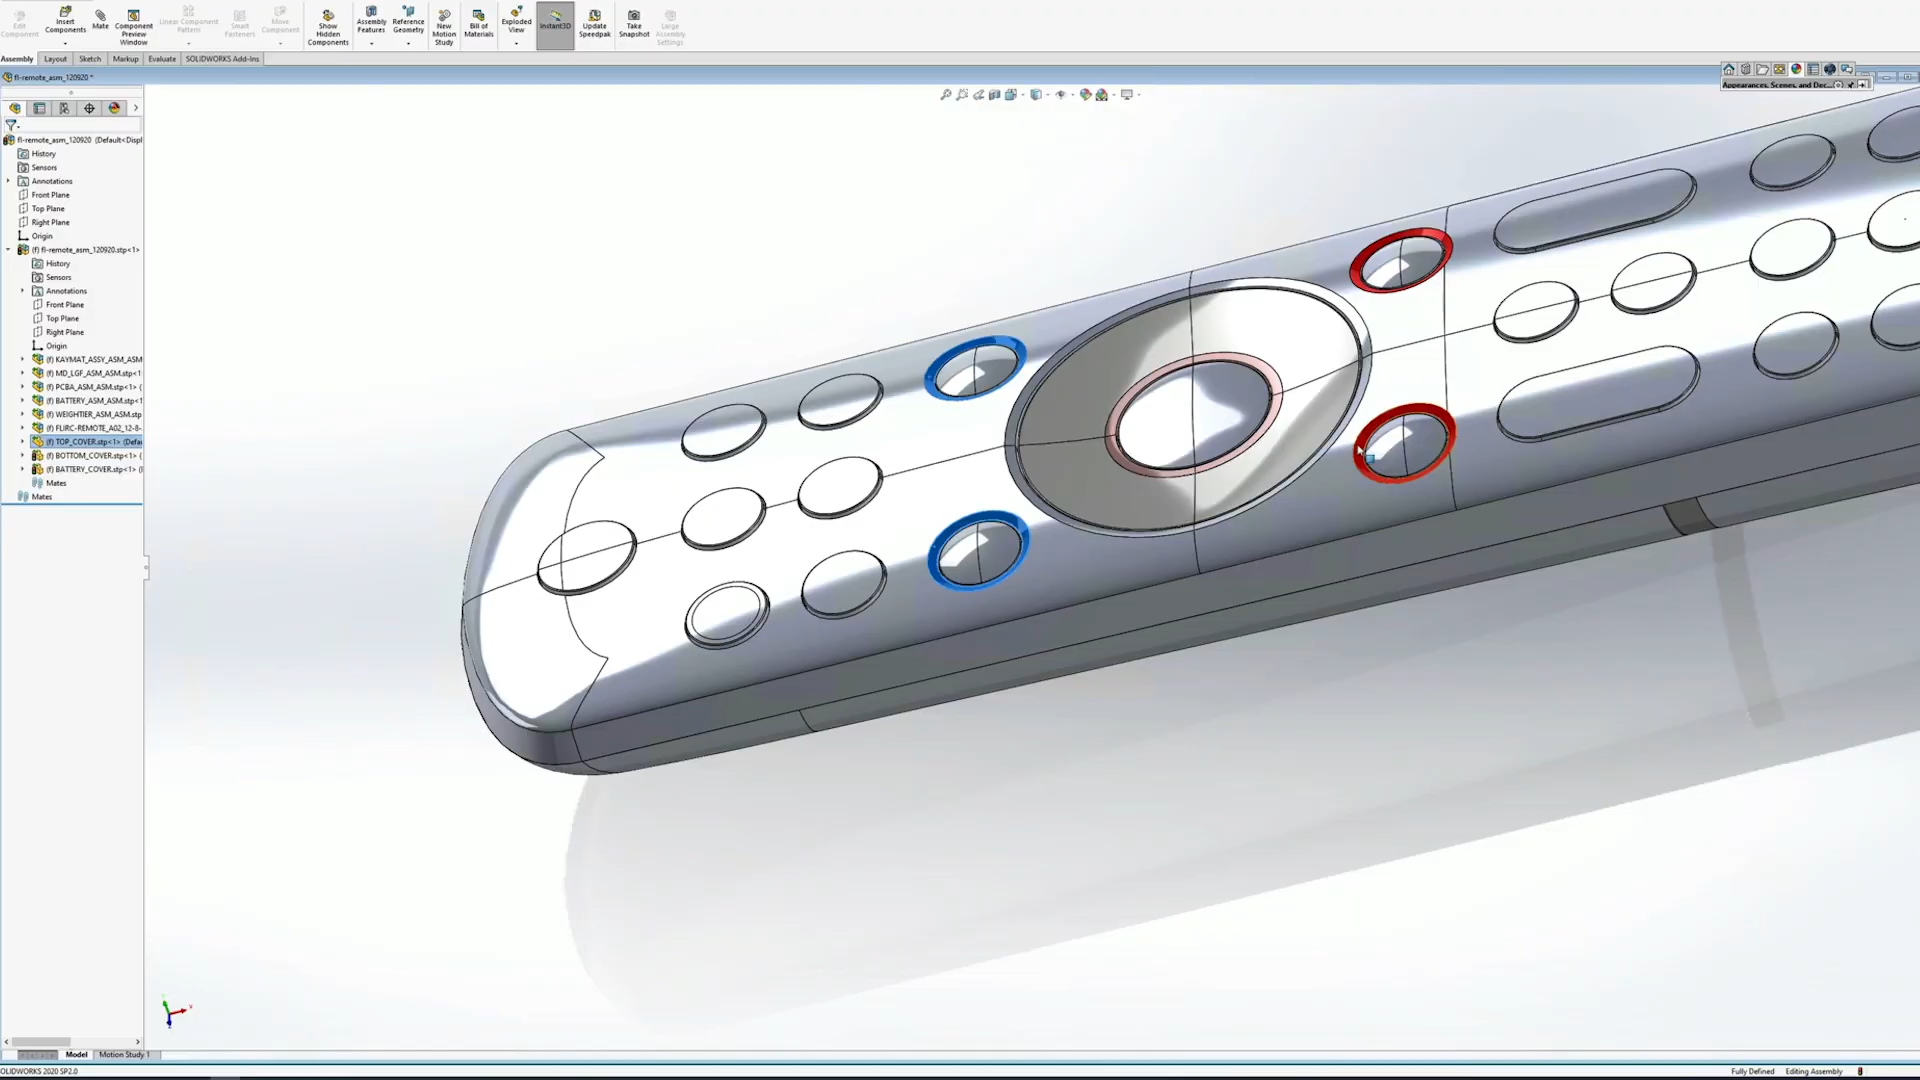 Edit Component
Insert Components
Mate
Component Preview Window
Linear Component Pattern
Smart Fasteners
Move Component
Show Hidden Components
Assembly Features
Reference Geometry
New Motion Study
Bill of Materials
Exploded View
Instant3D
Update Speedpak
Take Snapshot
Large Assembly Settings
Assembly Layout Sketch Markup Evaluate SOLIDWORKS Add-Ins
fl-remote_asm_120920 *
Appearances, Scenes, and Dec...
fl-remote_asm_120920 (Default<Displ
History
Sensors
Annotations
Front Plane
Top Plane
Right Plane
Origin
(f) fl-remote_asm_120920.stp<1>
History
Sensors
Annotations
Front Plane
Top Plane
Right Plane
Origin
(f) KAYMAT_ASSY_ASM_ASM
(f) MD_LGF_ASM_ASM.stp<1
(f) PCBA_ASM_ASM.stp<1> (
(f) BATTERY_ASM_ASM.stp<1
(f) WEIGHTIER_ASM_ASM.stp
(f) FLIRC-REMOTE_A02_12-8-
(f) TOP_COVER.stp<1> (Defau
(f) BOTTOM_COVER.stp<1> (
(f) BATTERY_COVER.stp<1> (
Mates
Mates
Model Motion Study 1
OLIDWORKS 2020 SP2.0
Fully Defined Editing Assembly